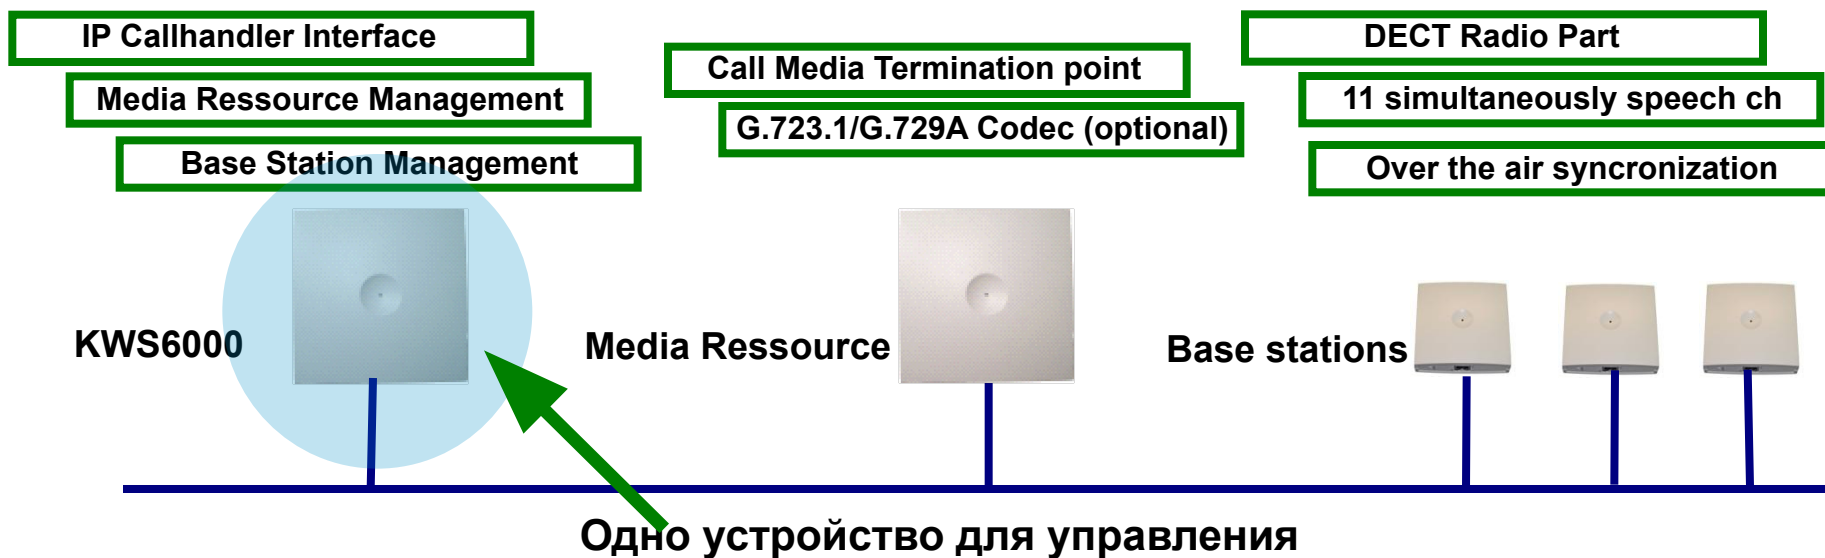 IP Callhandler Interface
Media Ressource Management
Base Station Management
Call Media Termination point
G.723.1/G.729A Codec (optional)
DECT Radio Part
11 simultaneously speech ch
Over the air syncronization
KWS6000
Media Ressource
Base stations
Одно устройство для управления